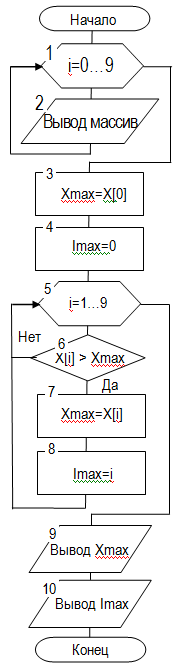 Начало
1
i=0...9
2
Вывод массив
3
Xmax=X[0]
4
Imax=0
5
i=1...9
Нет
6
X[i] > Xmax
Да
7
Xmax=X[i]
8
Imax=i
9
Вывод Xmax
10
Вывод Imax
Конец